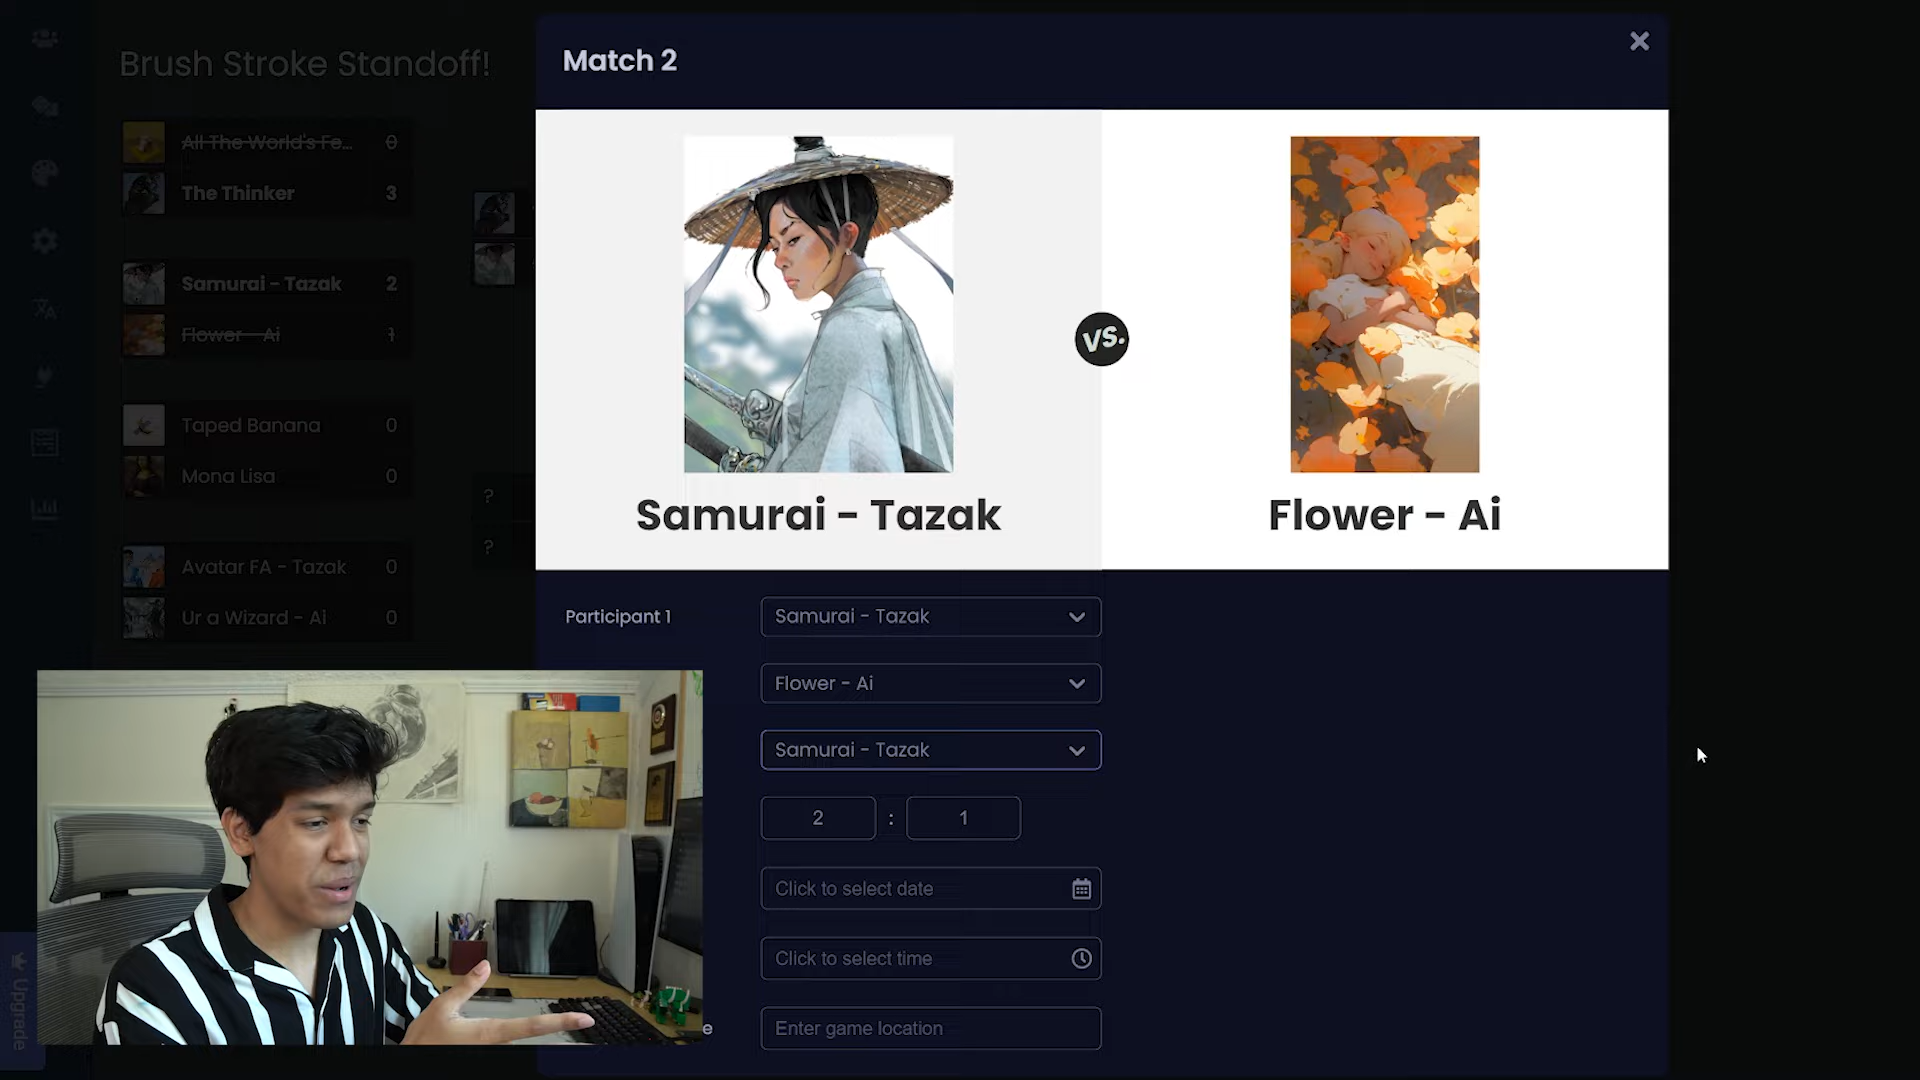 Brush Stroke Standoff!
All The World's Fe... 0
The Thinker 3
Samurai - Tazak 2
Flower - Ai 1
Taped Banana 0
Mona Lisa 0
Avatar FA - Tazak 0
Ur a Wizard - Ai 0
?
?
Upgrade
Match 2
VS.
Samurai - Tazak
Flower - Ai
Participant 1
Samurai - Tazak
Flower - Ai
Samurai - Tazak
2 : 1
Click to select date
Click to select time
e
Enter game location